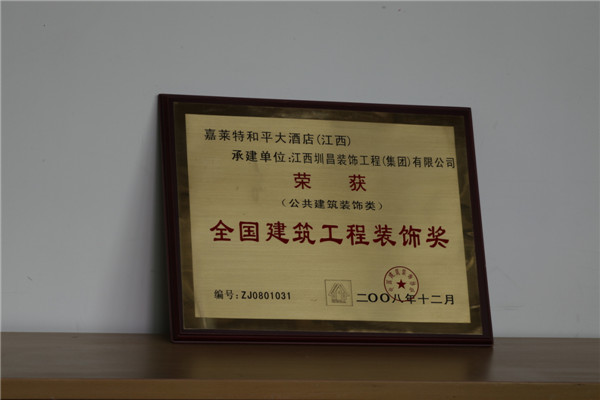 嘉莱特和平大酒店(江西)
承建单位:江西圳昌装饰工程(集团)有限公司
荣 获
(公共建筑装饰类)
全国建筑工程装饰奖
编号:ZJ0801031
二〇〇八年十二月